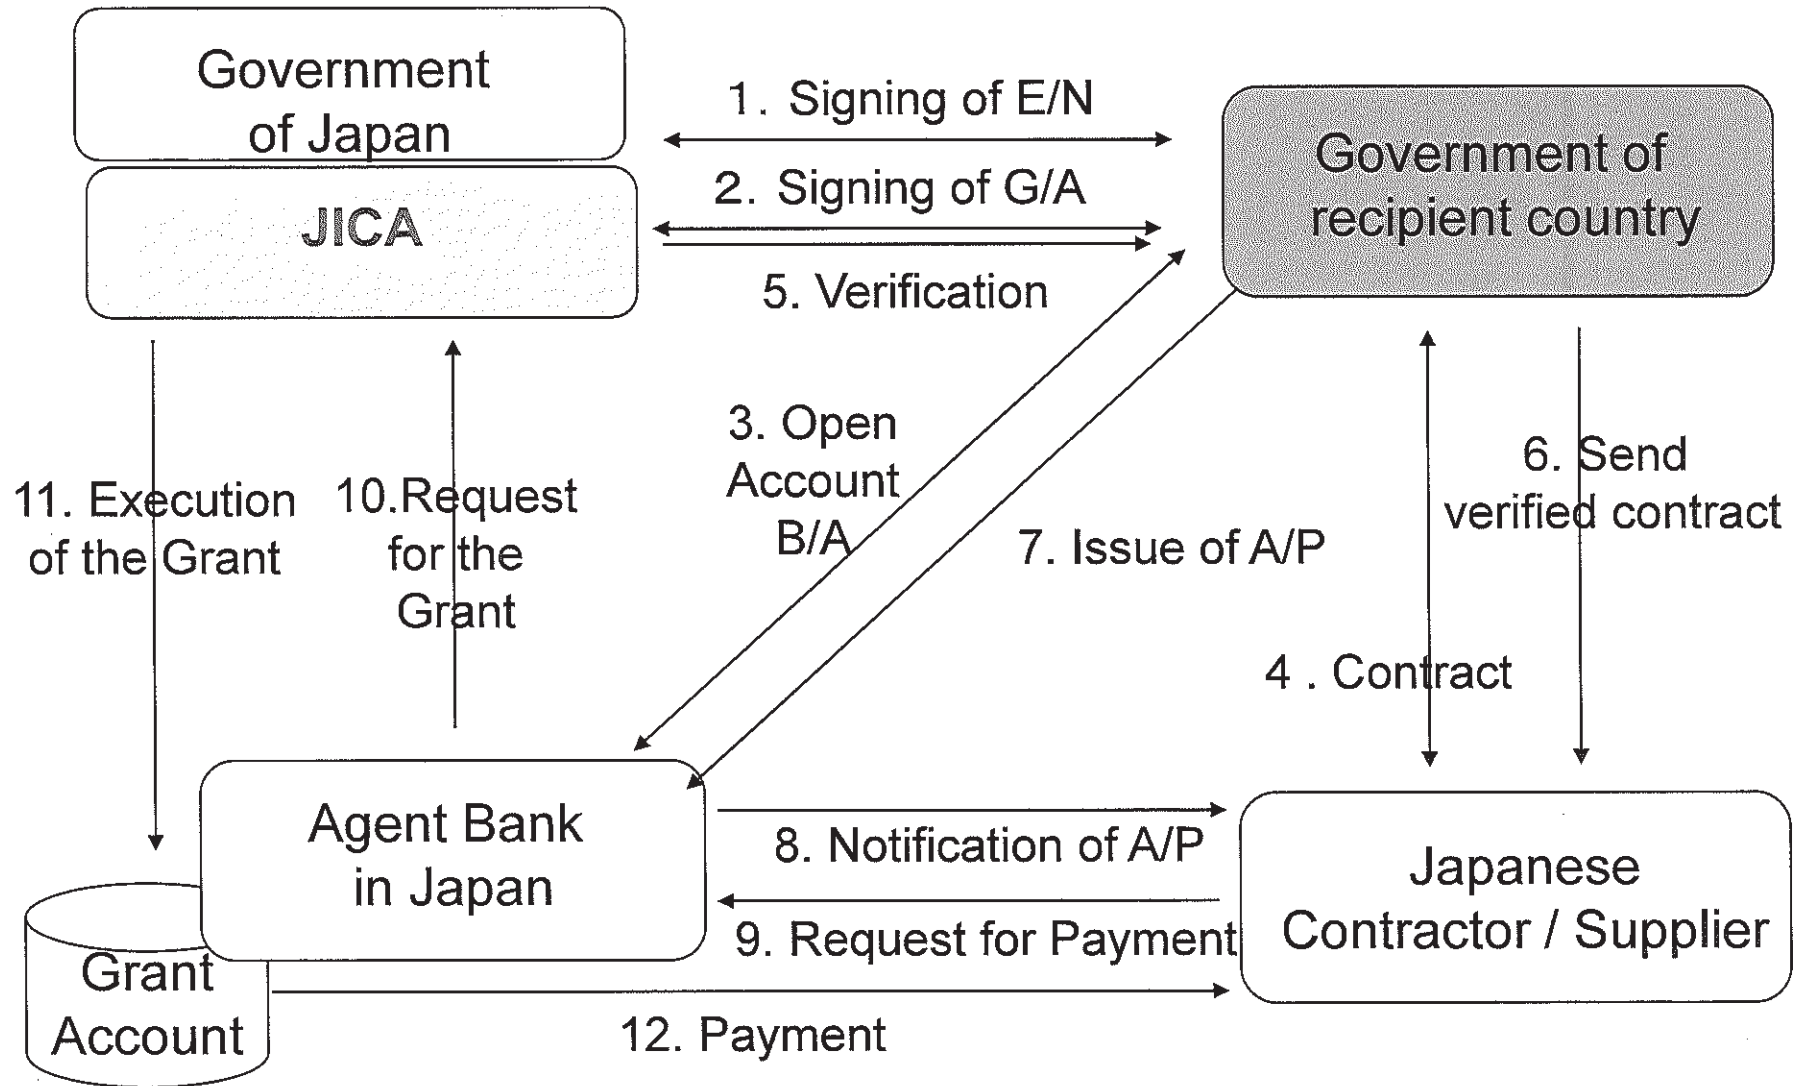 Government
of Japan
JICA
1. Signing of E/N
2. Signing of G/A
5. Verification
Government of
recipient country
3. Open
Account
B/A
7. Issue of A/P
6. Send
verified contract
4 . Contract
11. Execution
of the Grant
10.Request
for the
Grant
Agent Bank
in Japan
8. Notification of A/P
9. Request for Payment
Japanese
Contractor / Supplier
Grant
Account
12. Payment